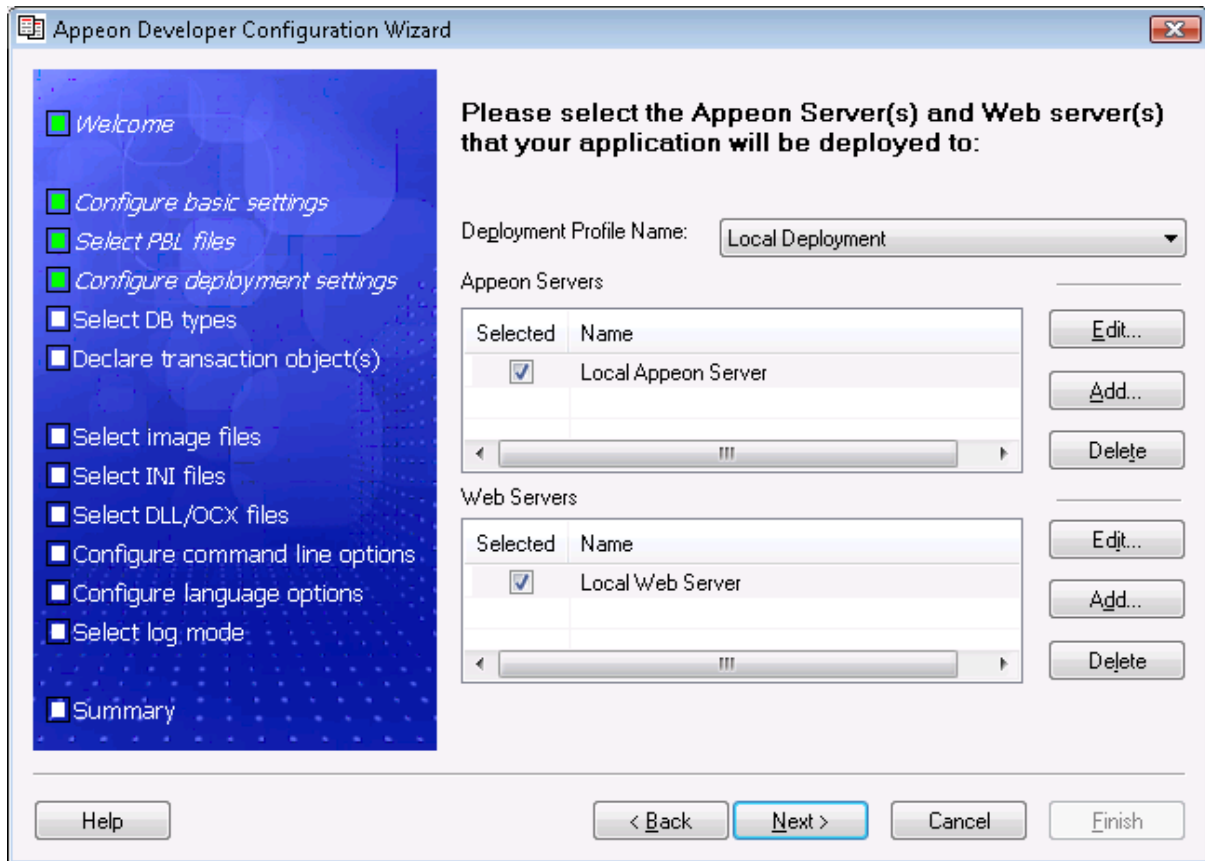 Appeon Developer Configuration Wizard
Welcome
Configure basic settings
Select PBL files
Configure deployment settings
Select DB types
Declare transaction object(s)
Select image files
Select INI files
Select DLL/OCX files
Configure command line options
Configure language options
Select log mode
Summary
Please select the Appeon Server(s) and Web server(s)
that your application will be deployed to:
Deployment Profile Name: Local Deployment
Appeon Servers
Selected Name
Local Appeon Server
Edit...
Add...
Delete
Web Servers
Selected Name
Local Web Server
Edit...
Add...
Delete
Help
< Back
Next >
Cancel
Finish